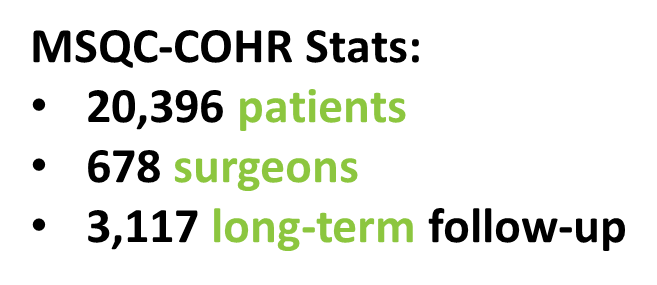 MSQC-COHR Stats:
• 20,396 patients
• 678 surgeons
• 3,117 long-term follow-up